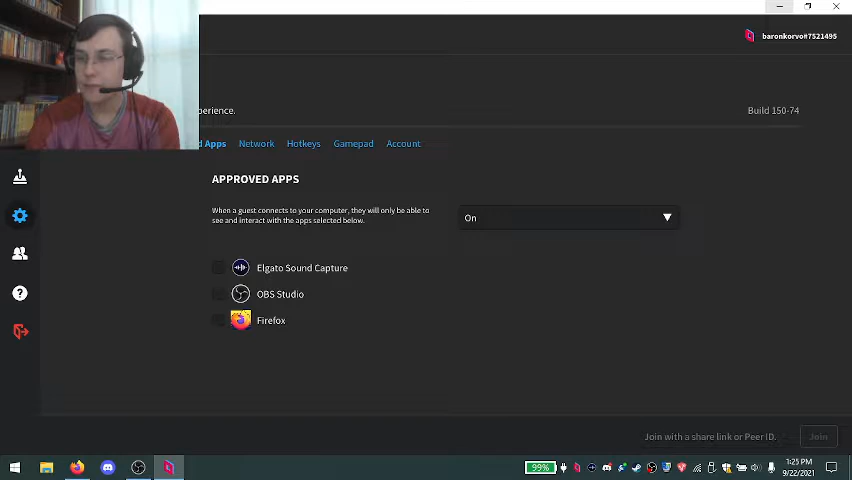 baronkorvo#7521495
xperience.
Build 150-74
d Apps
Network
Hotkeys
Gamepad
Account
APPROVED APPS
When a guest connects to your computer, they will only be able to
see and interact with the apps selected below.
On
Elgato Sound Capture
OBS Studio
Firefox
Join with a share link or Peer ID.
Join
99%
1:25 PM
9/22/2021